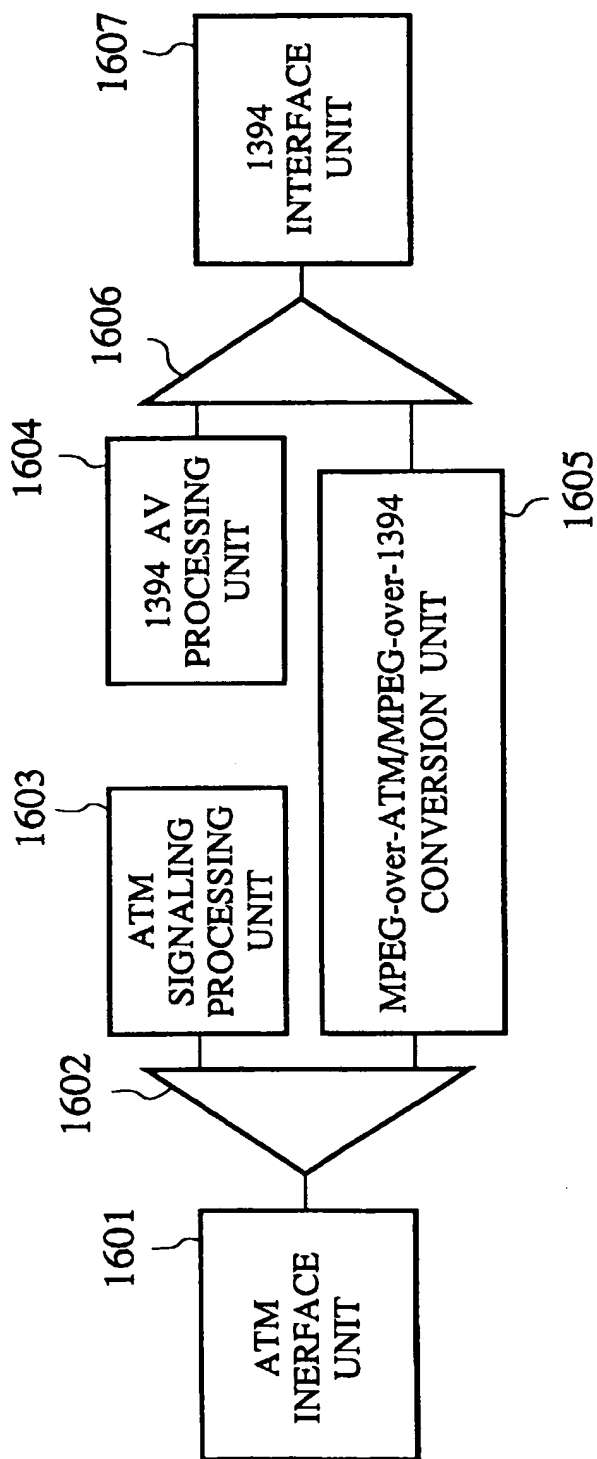 1601
ATM
INERFACE
UNIT
1602
1603
ATM
SIGNALING
PROCESSING
UNIT
1604
1394 AV
PROCESSING
UNIT
MPEG-over-ATM/MPEG-over-1394
CONVERSION UNIT
1605
1606
1607
1394
INTERFACE
UNIT